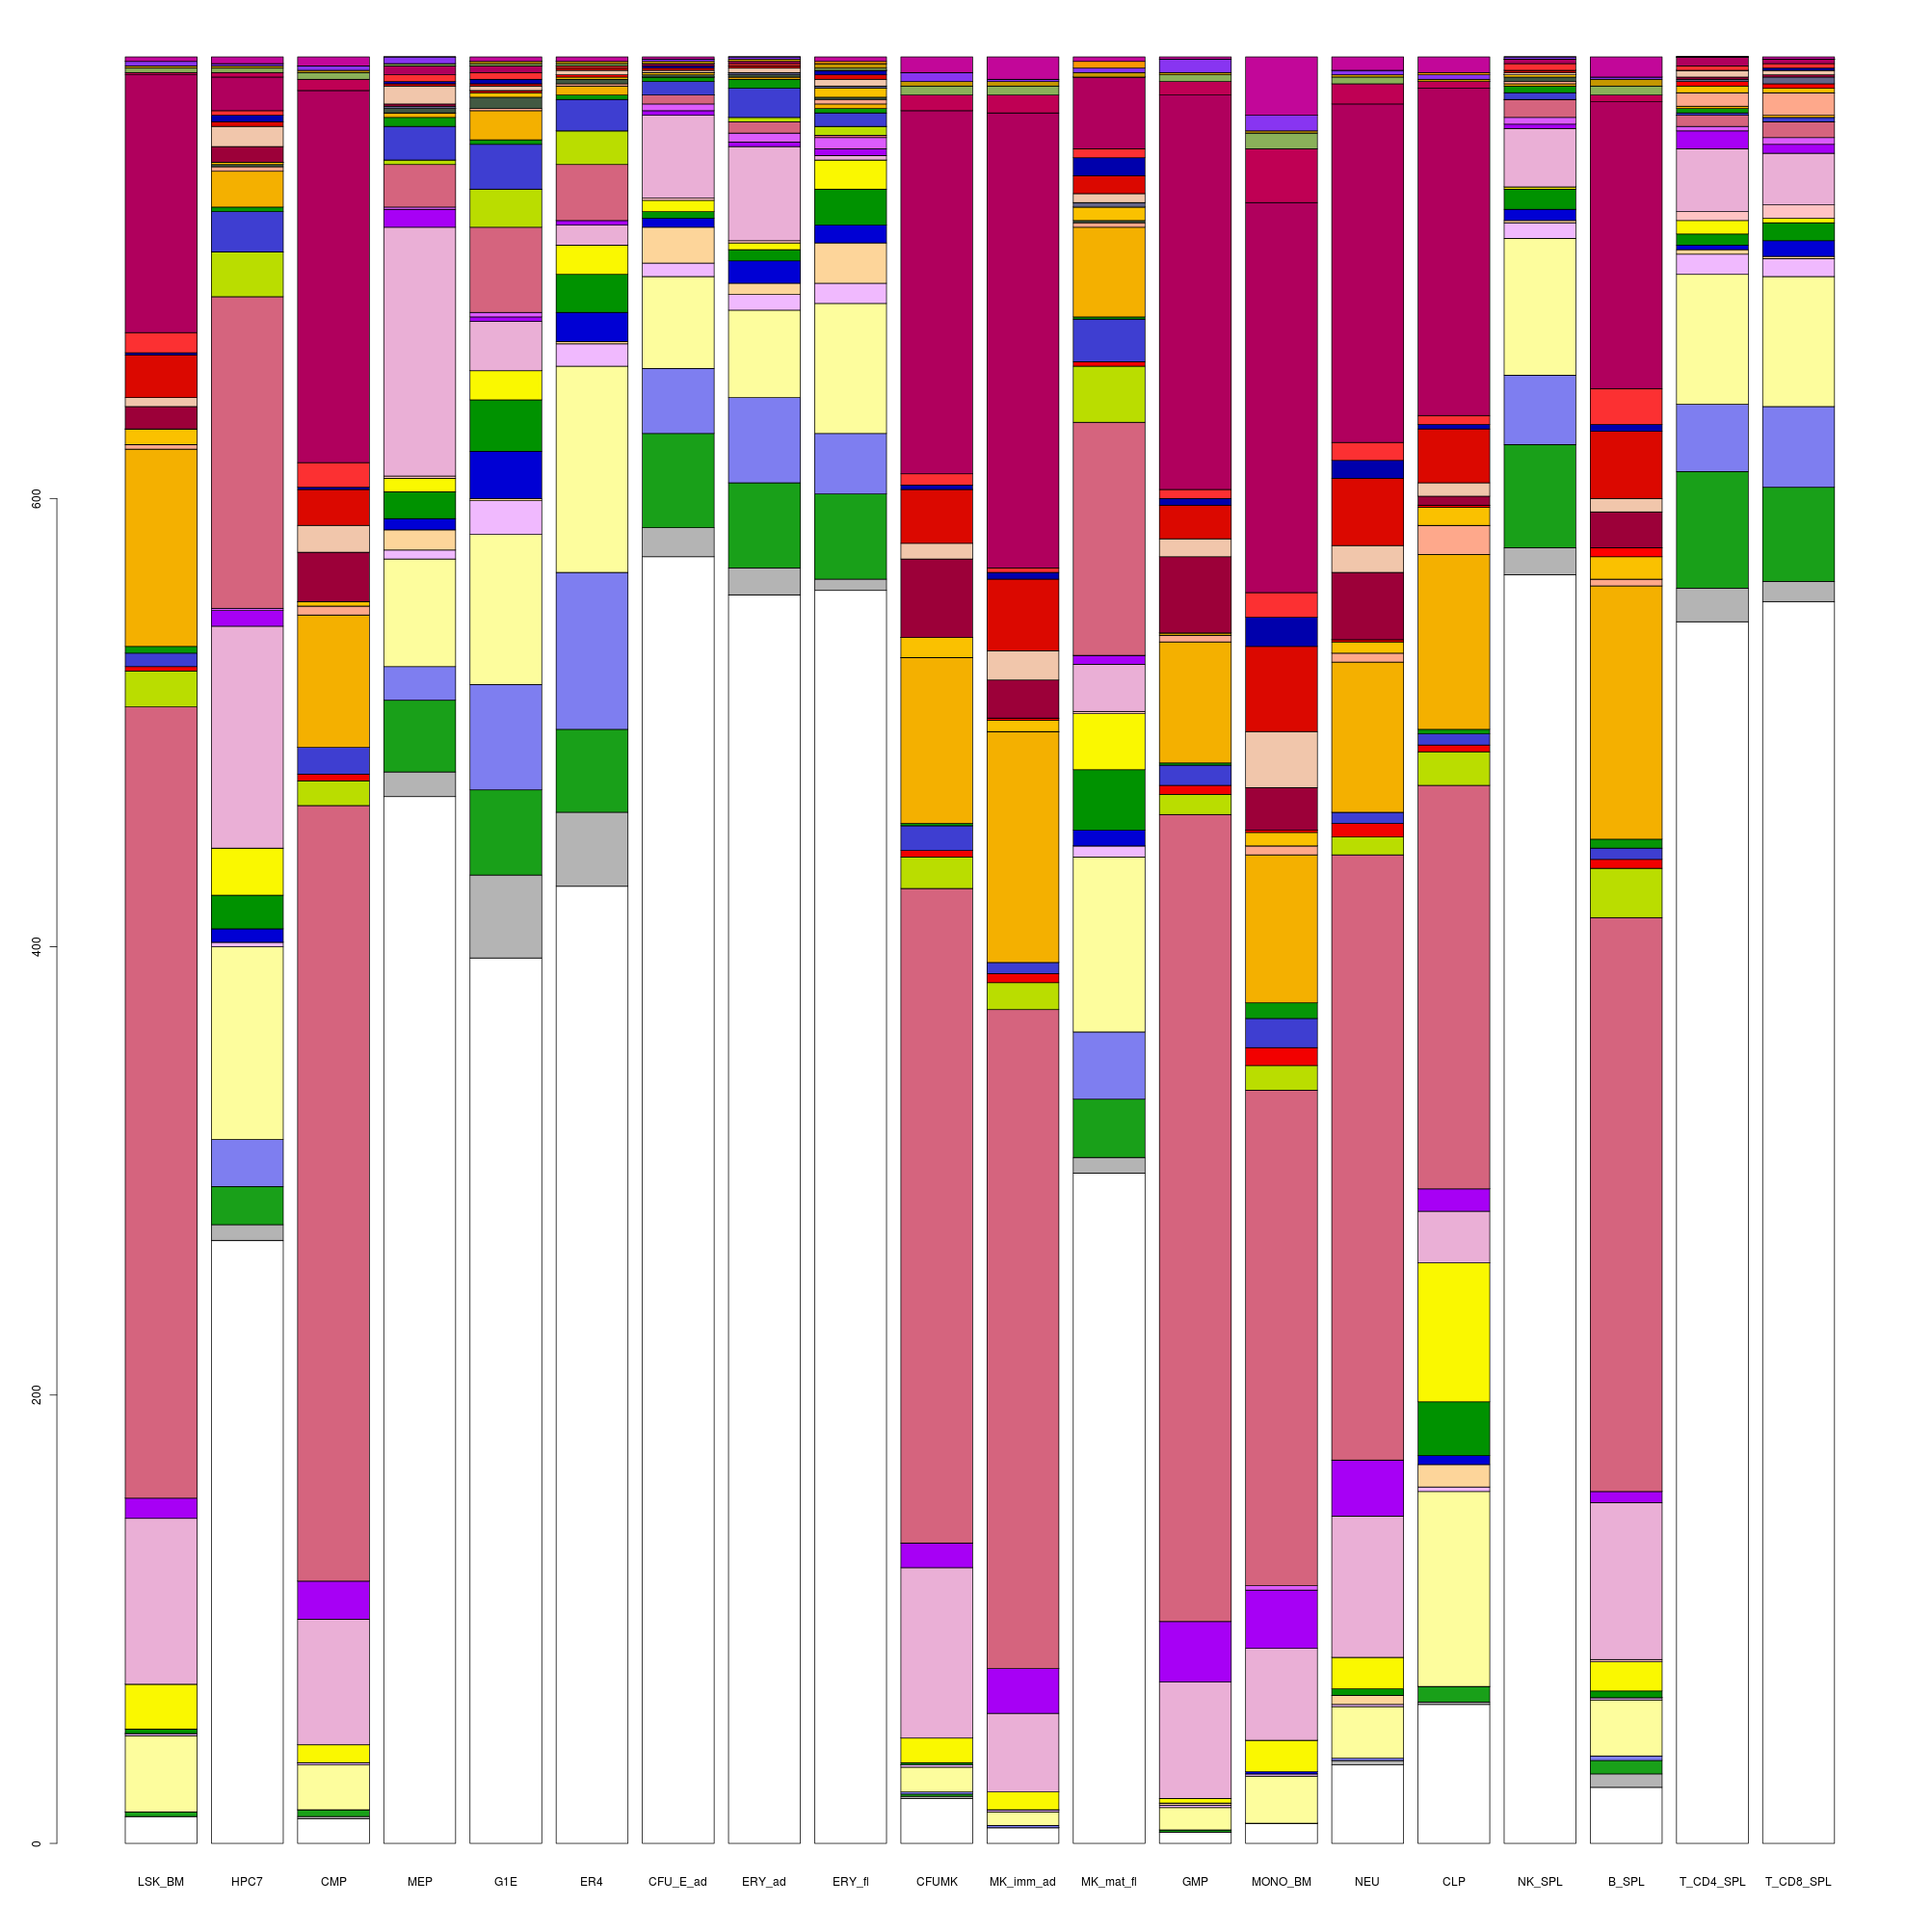 600
400
200
0
LSK_BM HPC7 CMP MEP G1E ER4 CFU_E_ad ERY_ad ERY_fl CFUMK MK_imm_ad MK_mat_fl GMP MONO_BM NEU CLP NK_SPL B_SPL T_CD4_SPL T_CD8_SPL